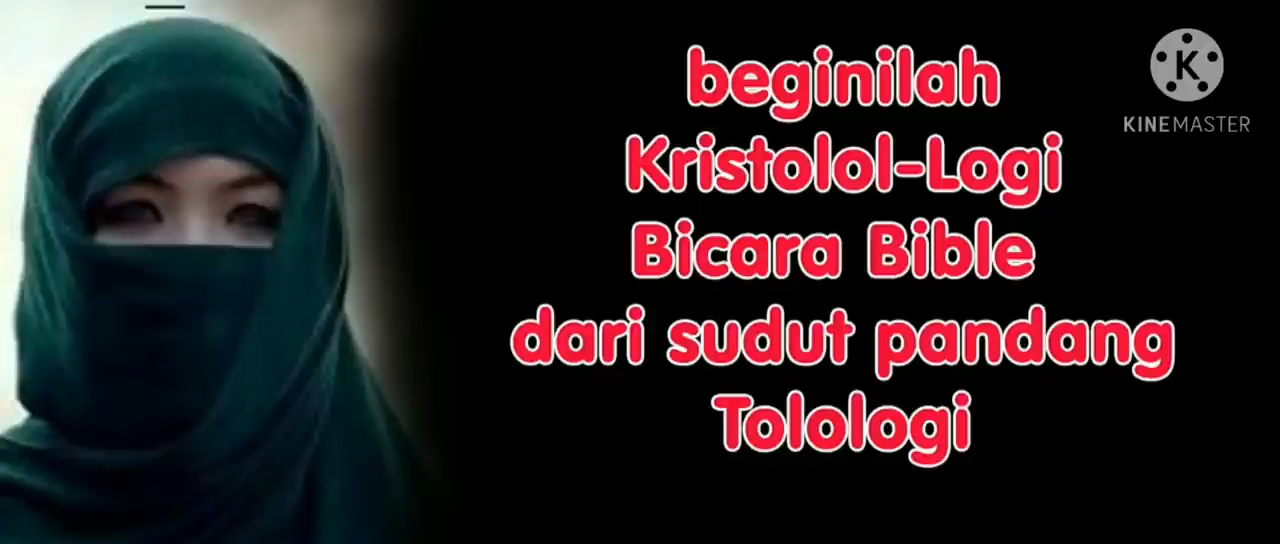 beginilah
Kristolol-Logi
Bicara Bible
dari sudut pandang
Tolologi
K
KINEMASTER